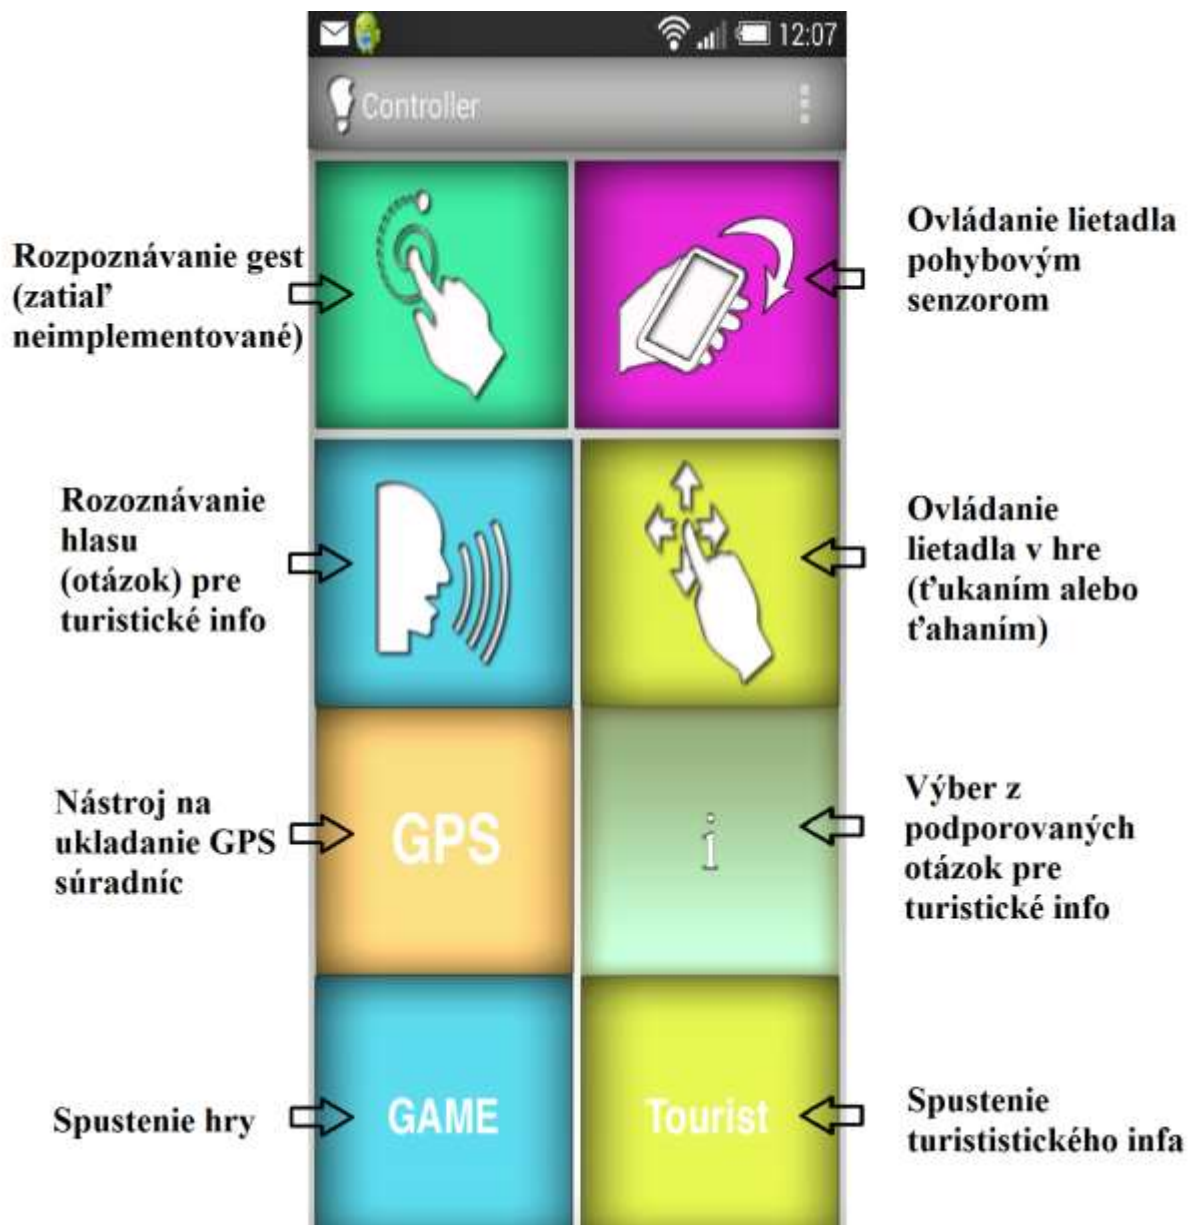 12:07
Controller
Rozpoznávanie gest
(zatiaľ
neimplementované)
Ovládanie lietadla
pohybovým
senzorom
Rozoznávanie
hlasu
(otázok) pre
turistické info
Ovládanie
lietadla v hre
(ťukaním alebo
ťahaním)
Nástroj na
ukladanie GPS
súradníc
GPS
i
Výber z
podporovaných
otázok pre
turistické info
Spustenie hry
GAME
Tourist
Spustenie
turististického infa